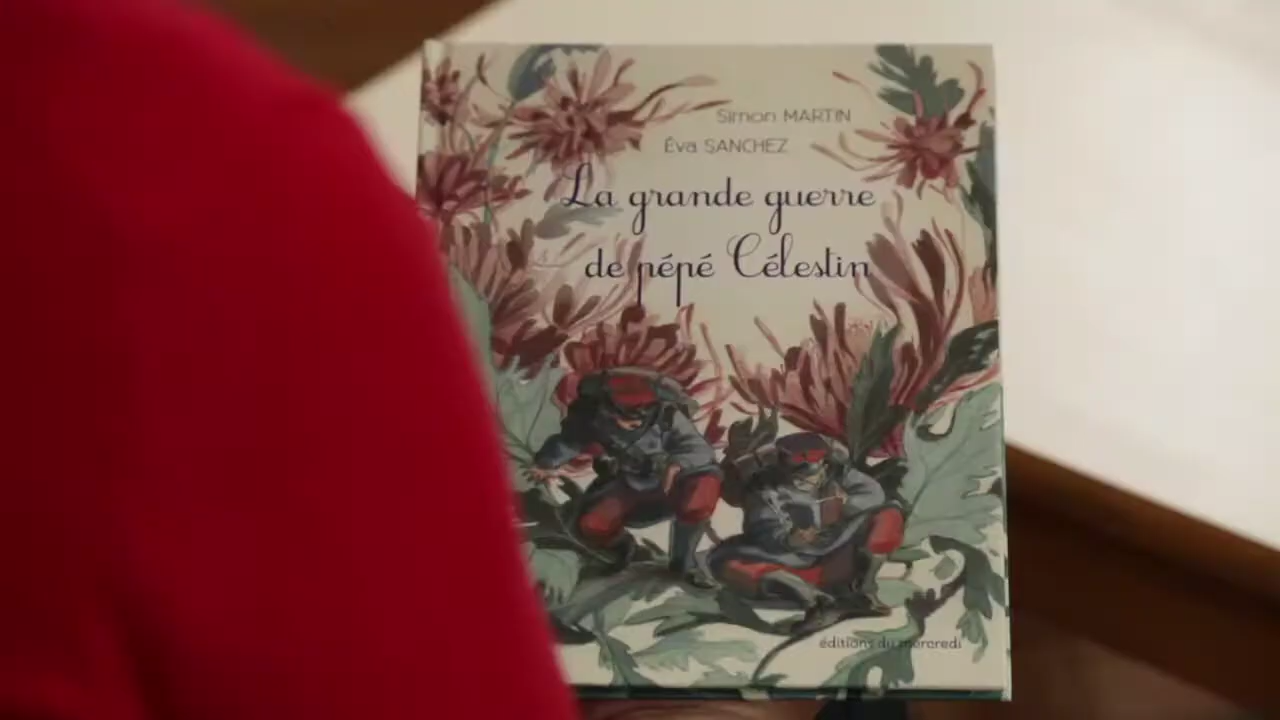 Simon MARTIN
Éva SANCHEZ
La grande guerre
de pépé Célestin
éditions du mercredi